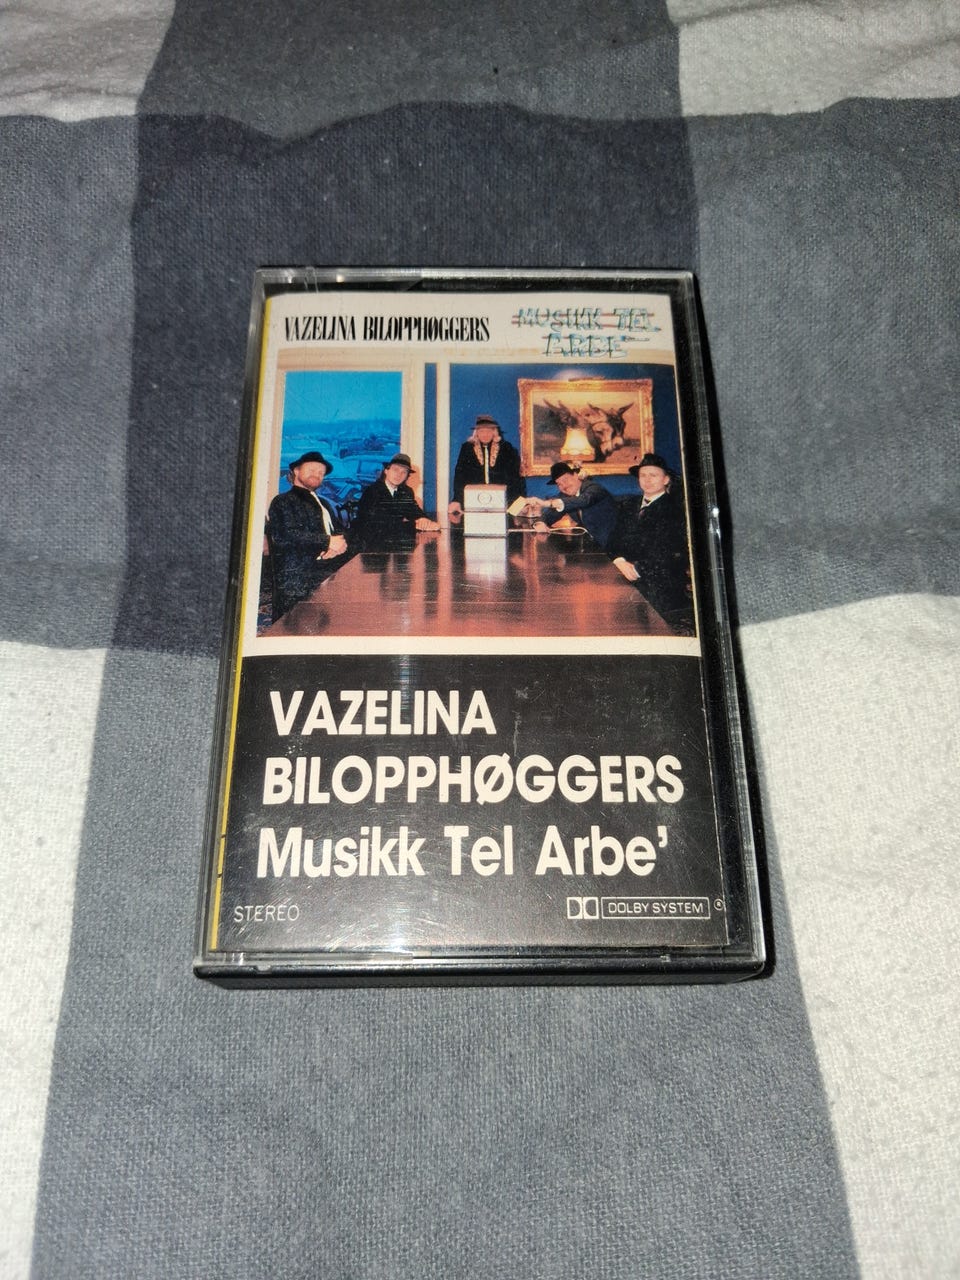 VAZELINA BILOPPHØGGERS
MUSIKK TEL
ARBE'
VAZELINA
BILOPPHØGGERS
Musikk Tel Arbe’
STEREO
DOLBY SYSTEM ®